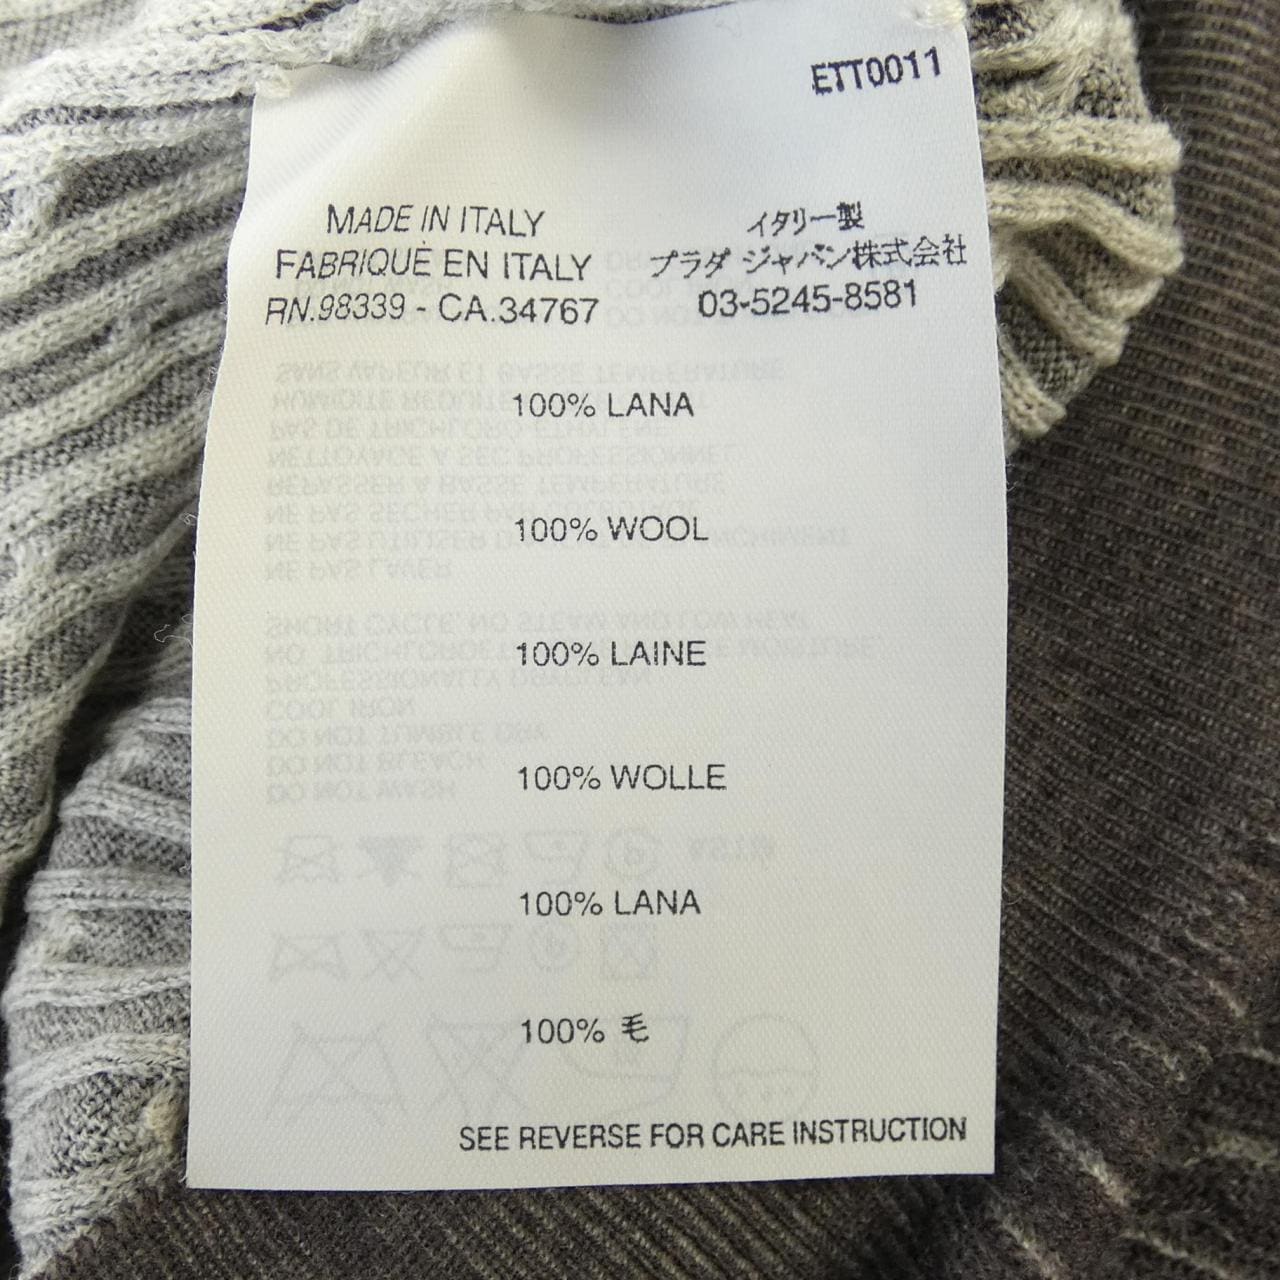 ETT0011
MADE IN ITALY
FABRIQUÈ EN ITALY
RN.98339 - CA.34767
イタリー製
プラダ ジャパン株式会社
03-5245-8581
100% LANA
100% WOOL
100% LAINE
100% WOLLE
100% LANA
100% 毛
SEE REVERSE FOR CARE INSTRUCTION